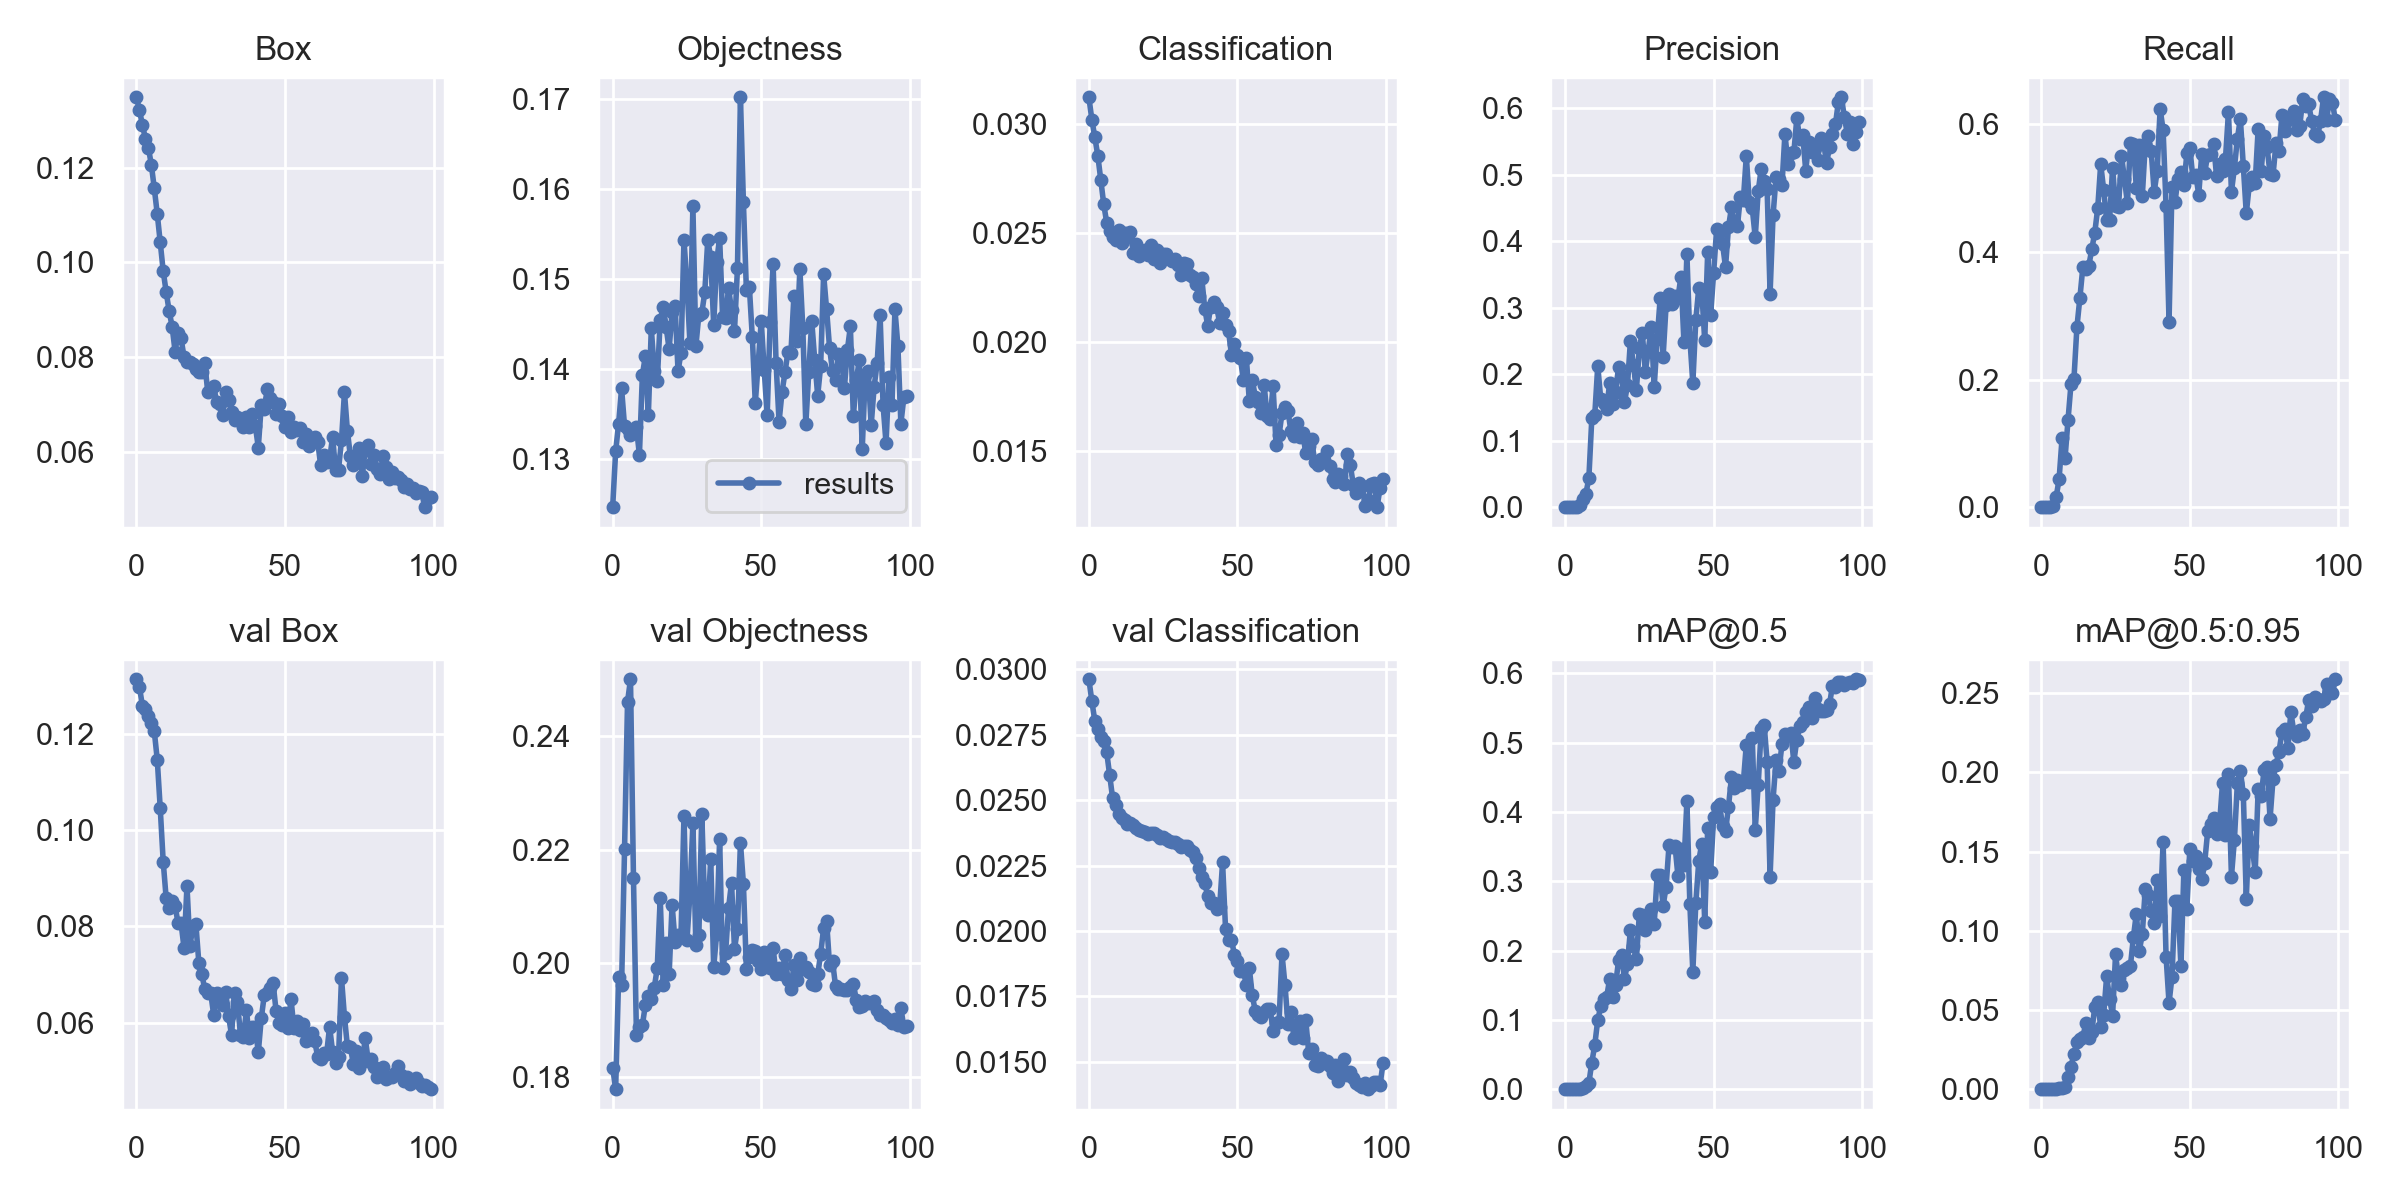 Box
Objectness
Classification
Precision
Recall
0.12
0.10
0.08
0.06
0 50 100
0.17
0.16
0.15
0.14
0.13
results
0 50 100
0.030
0.025
0.020
0.015
0 50 100
0.6
0.5
0.4
0.3
0.2
0.1
0.0
0 50 100
0.6
0.4
0.2
0.0
0 50 100
val Box
val Objectness
val Classification
mAP@0.5
mAP@0.5:0.95
0.12
0.10
0.08
0.06
0 50 100
0.24
0.22
0.20
0.18
0 50 100
0.0300
0.0275
0.0250
0.0225
0.0200
0.0175
0.0150
0 50 100
0.6
0.5
0.4
0.3
0.2
0.1
0.0
0 50 100
0.25
0.20
0.15
0.10
0.05
0.00
0 50 100